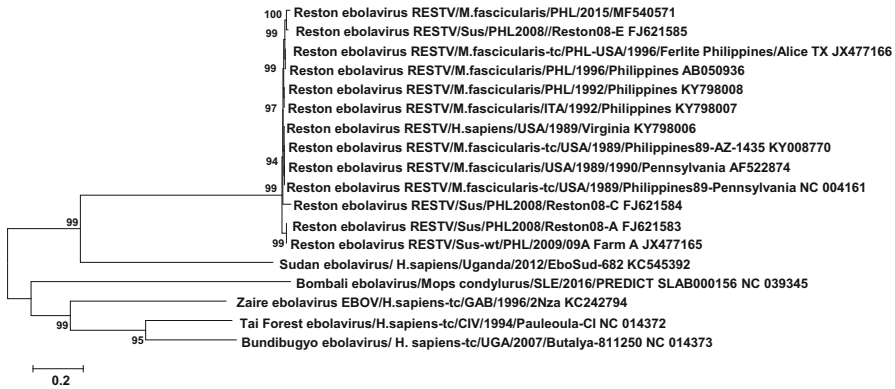 100
Reston ebolavirus RESTV/M.fascicularis/PHL/2015/MF540571
99
Reston ebolavirus RESTV/Sus/PHL2008//Reston08-E FJ621585
Reston ebolavirus RESTV/M.fascicularis-tc/PHL-USA/1996/Ferlite Philippines/Alice TX JX477166
99
Reston ebolavirus RESTV/M.fascicularis/PHL/1996/Philippines AB050936
Reston ebolavirus RESTV/M.fascicularis/PHL/1992/Philippines KY798008
97
Reston ebolavirus RESTV/M.fascicularis/ITA/1992/Philippines KY798007
Reston ebolavirus RESTV/H.sapiens/USA/1989/Virginia KY798006
Reston ebolavirus RESTV/M.fascicularis-tc/USA/1989/Philippines89-AZ-1435 KY008770
94
Reston ebolavirus RESTV/M.fascicularis/USA/1989/1990/Pennsylvania AF522874
99
Reston ebolavirus RESTV/M.fascicularis-tc/USA/1989/Philippines89-Pennsylvania NC 004161
Reston ebolavirus RESTV/Sus/PHL2008/Reston08-C FJ621584
99
Reston ebolavirus RESTV/Sus/PHL2008/Reston08-A FJ621583
99
Reston ebolavirus RESTV/Sus-wt/PHL/2009/09A Farm A JX477165
Sudan ebolavirus/ H.sapiens/Uganda/2012/EboSud-682 KC545392
Bombali ebolavirus/Mops condylurus/SLE/2016/PREDICT SLAB000156 NC 039345
Zaire ebolavirus EBOV/H.sapiens-tc/GAB/1996/2Nza KC242794
99
Tai Forest ebolavirus/H.sapiens-tc/CIV/1994/Pauleoula-CI NC 014372
95
Bundibugyo ebolavirus/ H. sapiens-tc/UGA/2007/Butalya-811250 NC 014373
0.2